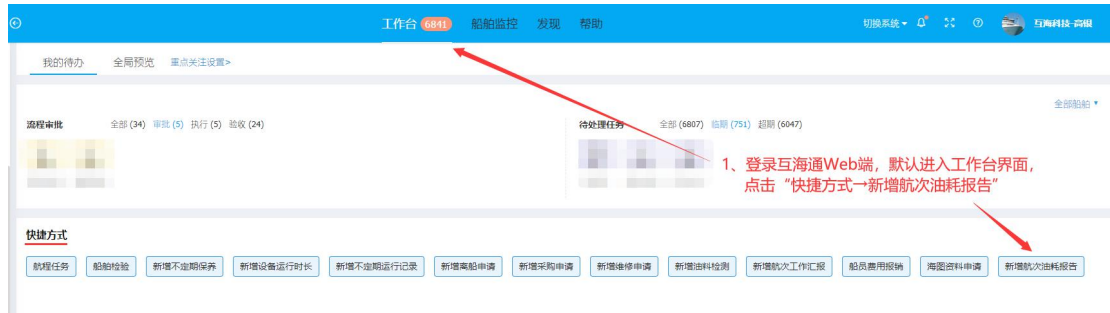 工作台 6841 船舶监控 发现 帮助 切换系统 互海科技-高银
我的待办 全局预览 重点关注设置>
全部船舶
流程审批 全部 (34) 审批 (5) 执行 (5) 验收 (24) 待处理任务 全部 (6807) 临期 (751) 超期 (6047)
1、登录互海通Web端，默认进入工作台界面，
点击“快捷方式→新增航次油耗报告”
快捷方式
航程任务 船舶检验 新增不定期保养 新增设备运行时长 新增不定期运行记录 新增离船申请 新增采购申请 新增维修申请 新增油料检测 新增航次工作汇报 船员费用报销 海图资料申请 新增航次油耗报告